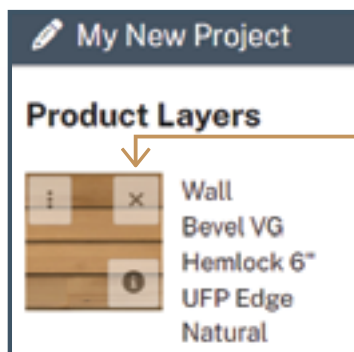 My New Project
Product Layers
Wall
Bevel VG
Hemlock 6"
UFP Edge
Natural